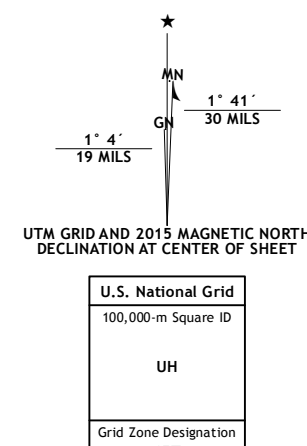 ★
MN
1° 41´
30 MILS
GN
1° 4´
19 MILS
UTM GRID AND 2015 MAGNETIC NORTH
DECLINATION AT CENTER OF SHEET
U.S. National Grid
100,000-m Square ID
UH
Grid Zone Designation